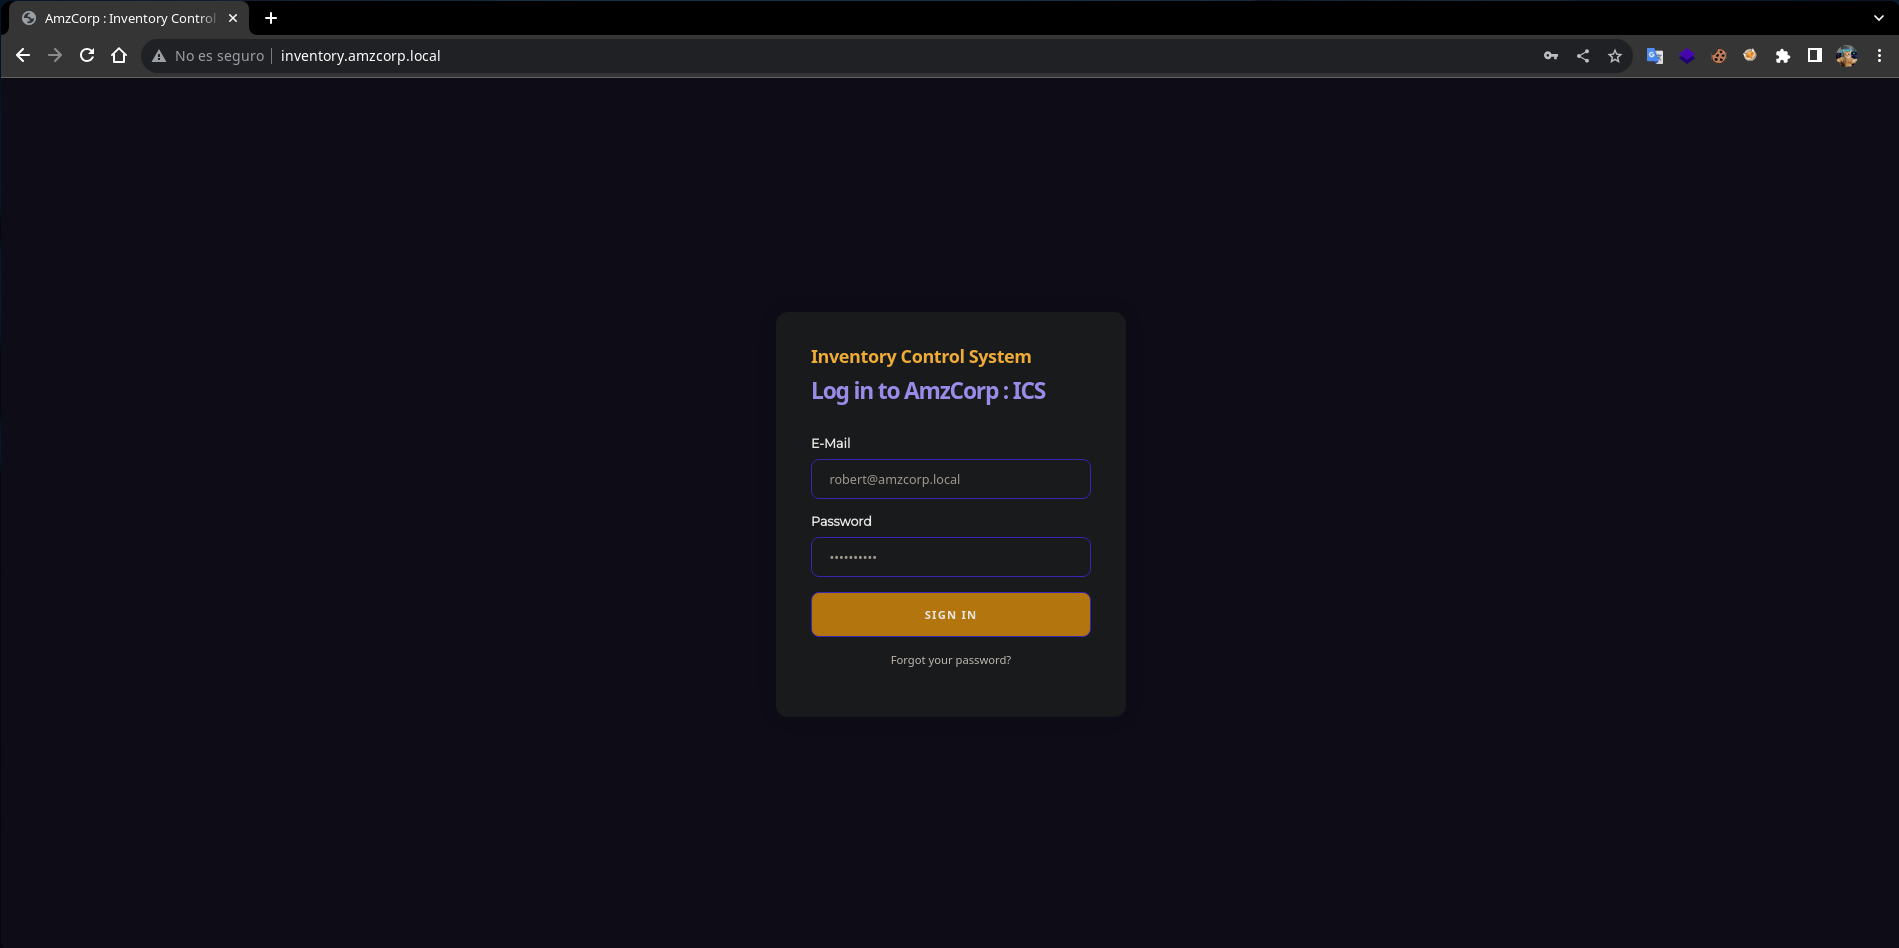 AmzCorp : Inventory Control
No es seguro inventory.amzcorp.local
Inventory Control System
Log in to AmzCorp : ICS
E-Mail
robert@amzcorp.local
Password
••••••••••
SIGN IN
Forgot your password?